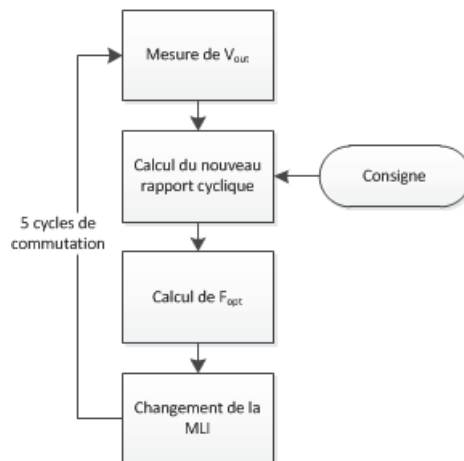 Mesure de Vout
Calcul du nouveau
rapport cyclique
Consigne
5 cycles de
commutation
Calcul de Fopt
Changement de la
MLI